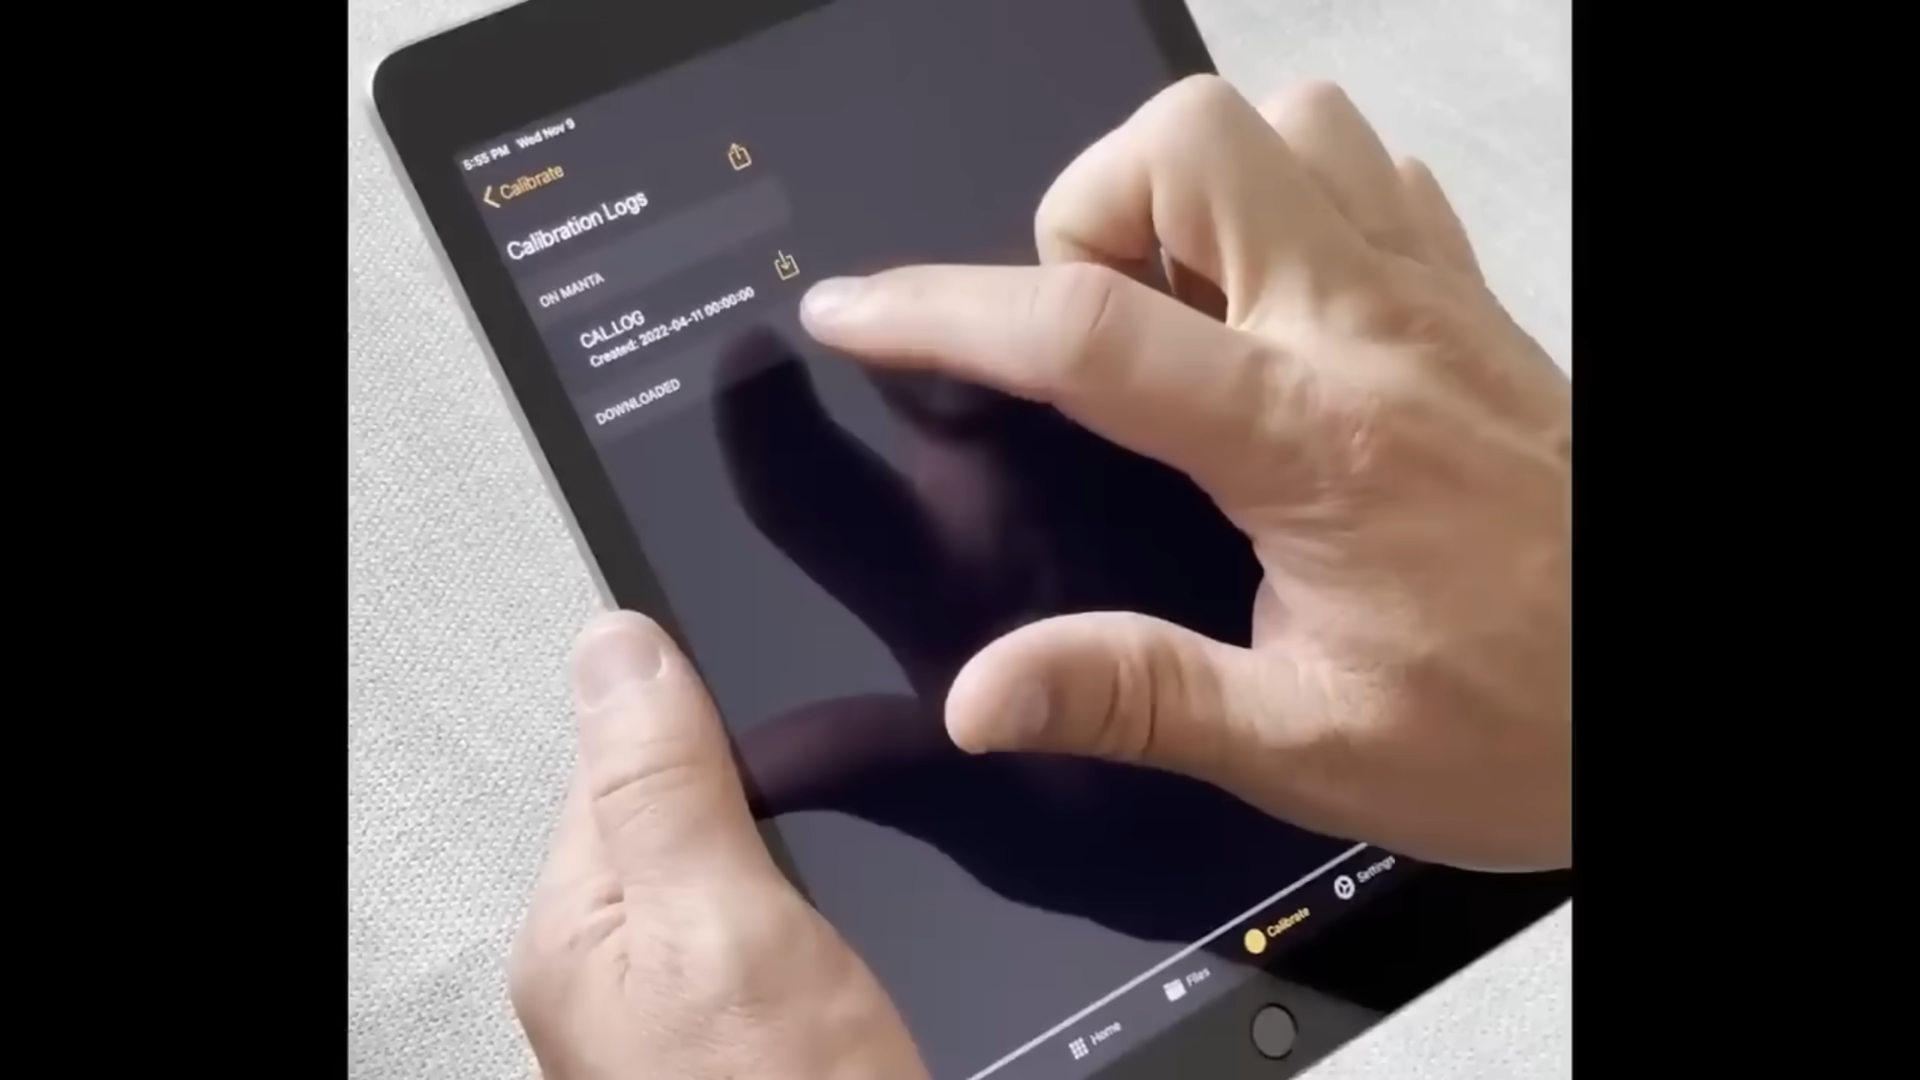 5:55 PM Wed Nov 9
Calibrate
Calibration Logs
ON MANTA
CAL.LOG
Created: 2022-04-11 00:00:00
DOWNLOADED
Home
Files
Calibrate
Settings